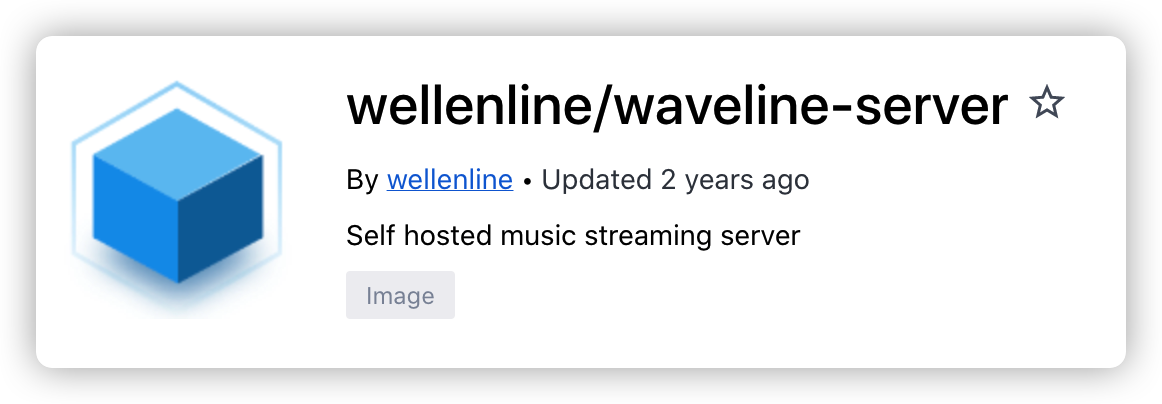 wellenline/waveline-server
By wellenline • Updated 2 years ago
Self hosted music streaming server
Image